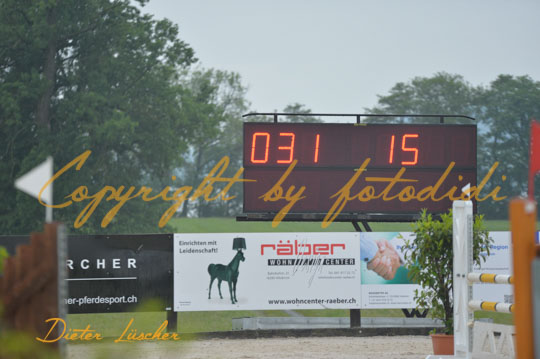 031 15
Copyright by fotodidi
Einrichten mit
Leidenschaft!
räber
WOHN CENTER
www.wohncenter-raeber.ch
RCHER
-pferdesport.ch
Dieter Lüscher